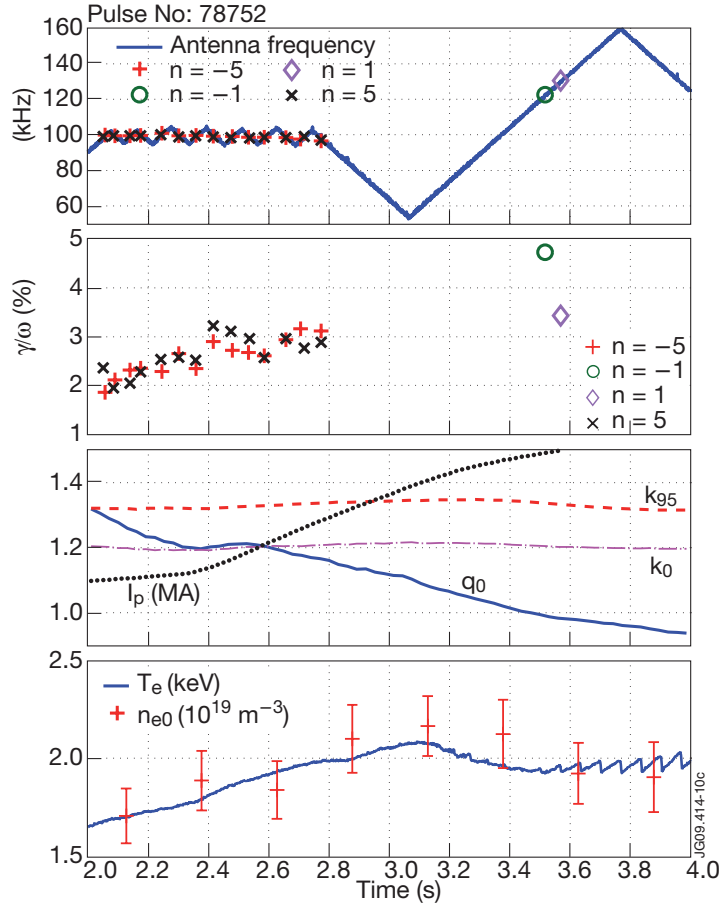 Pulse No: 78752
160
140
120
100
80
60
(kHz)
Antenna frequency
n = −5
n = 1
n = −1
n = 5
5
4
3
2
1
γ/ω (%)
n = −5
n = −1
n = 1
n = 5
1.4
1.2
1.0
k95
k0
q0
Ip (MA)
2.5
2.0
1.5
Te (keV)
ne0 (10^19 m^−3)
2.0 2.2 2.4 2.6 2.8 3.0 3.2 3.4 3.6 3.8 4.0
Time (s)
JG09.414-10c